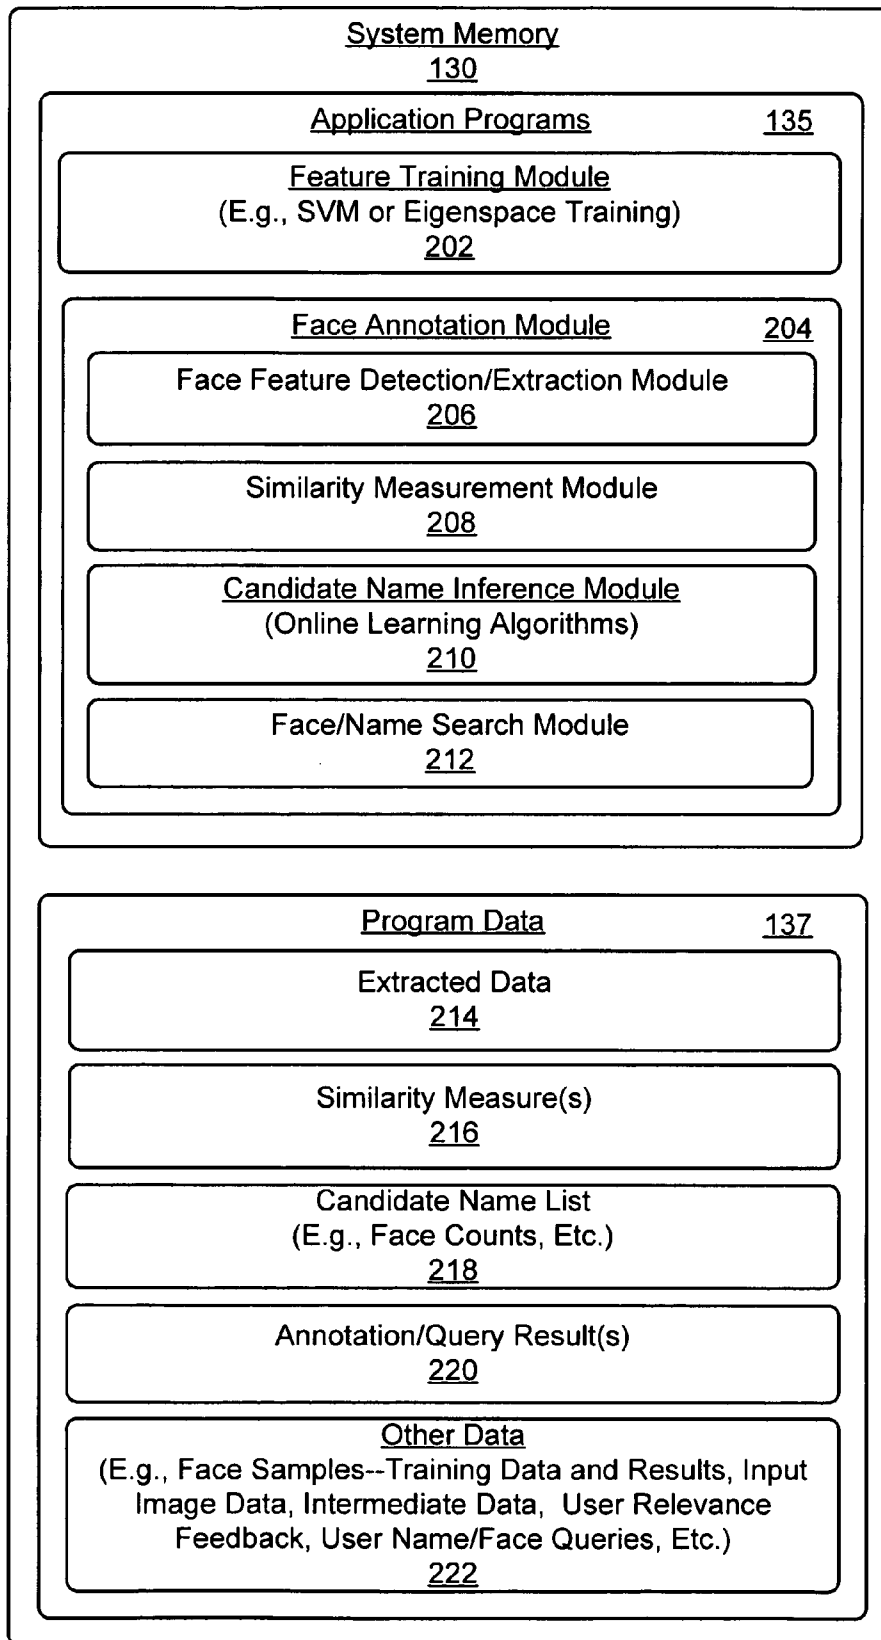 System Memory
130
Application Programs 135
Feature Training Module
(E.g., SVM or Eigenspace Training)
202
Face Annotation Module 204
Face Feature Detection/Extraction Module
206
Similarity Measurement Module
208
Candidate Name Inference Module
(Online Learning Algorithms)
210
Face/Name Search Module
212
Program Data 137
Extracted Data
214
Similarity Measure(s)
216
Candidate Name List
(E.g., Face Counts, Etc.)
218
Annotation/Query Result(s)
220
Other Data
(E.g., Face Samples--Training Data and Results, Input
Image Data, Intermediate Data, User Relevance
Feedback, User Name/Face Queries, Etc.)
222